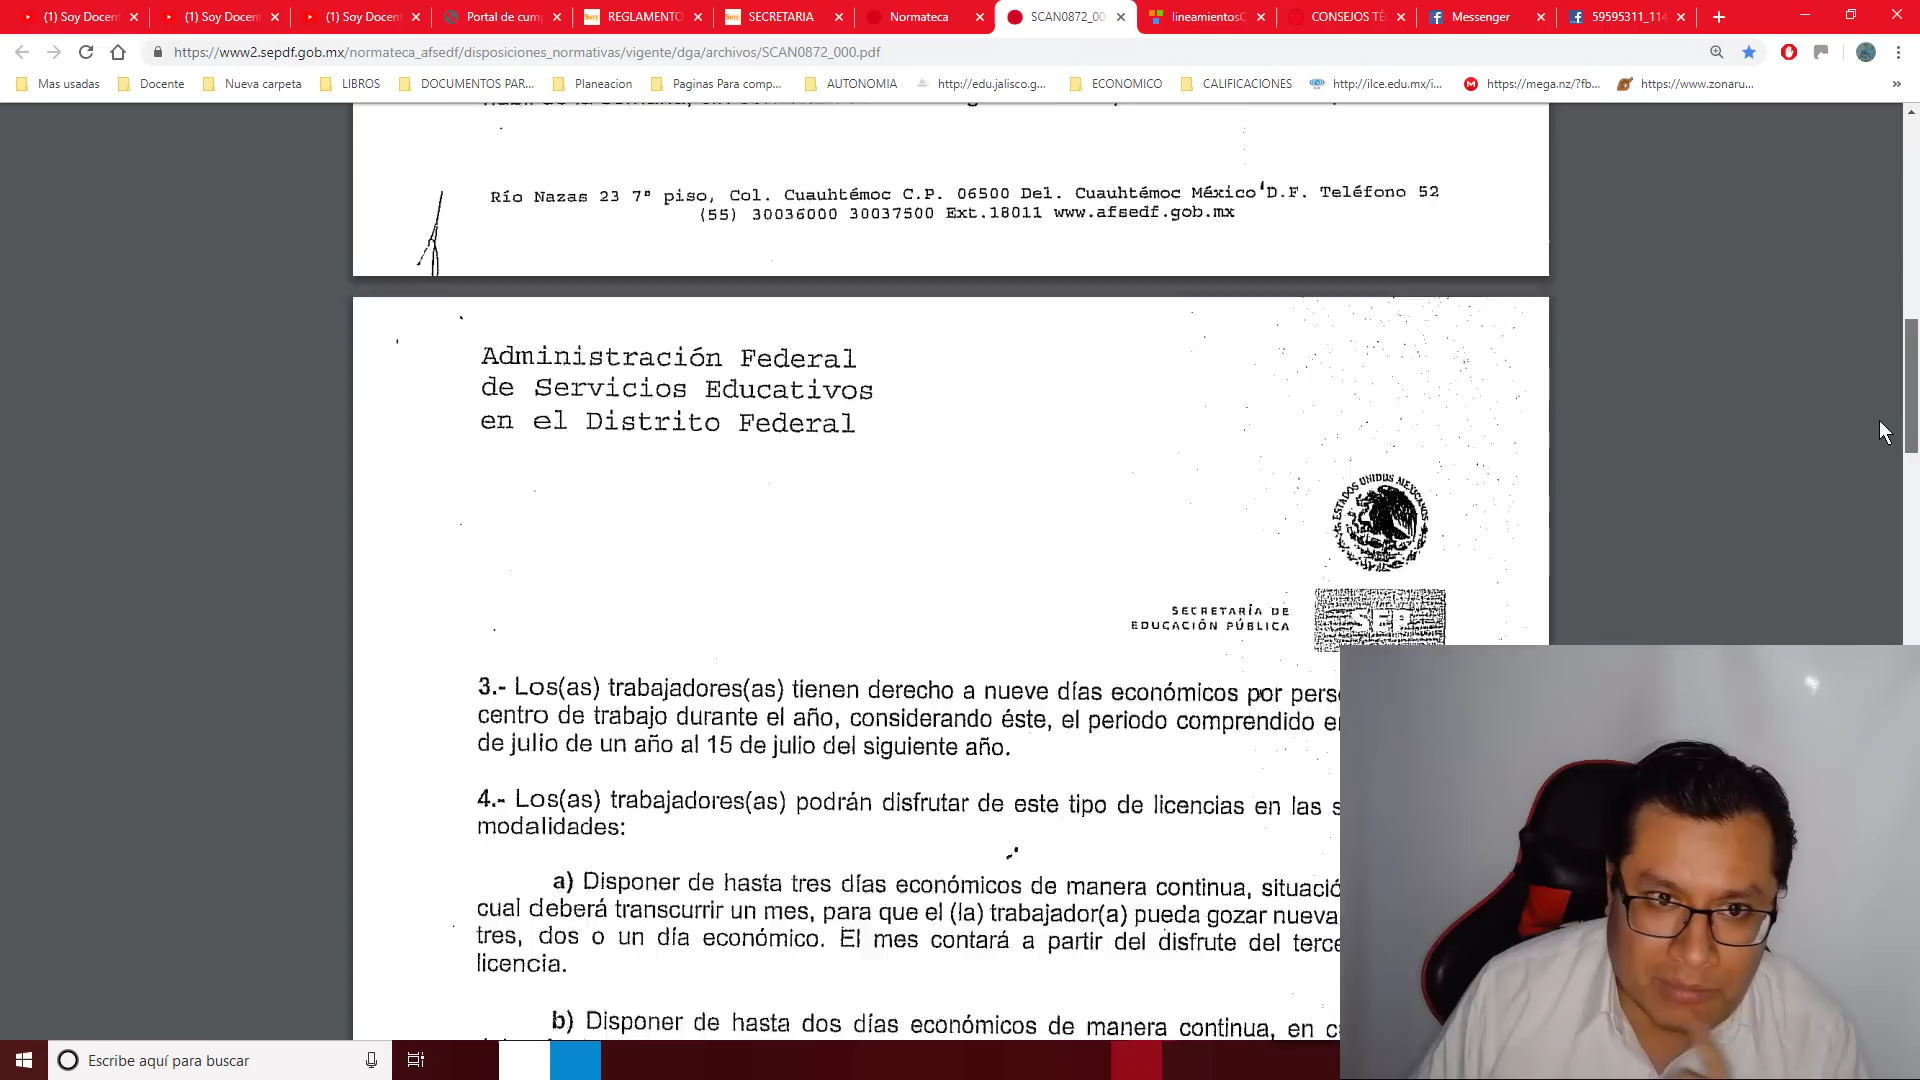 (1) Soy Docent
(1) Soy Docent
(1) Soy Docent
Portal de cump
REGLAMENTO
SECRETARIA
Normateca
SCAN0872_00
lineamientosC
CONSEJOS TÉ
Messenger
59595311_114
https://www2.sepdf.gob.mx/normateca_afsedf/disposiciones_normativas/vigente/dga/archivos/SCAN0872_000.pdf
Mas usadas
Docente
Nueva carpeta
LIBROS
DOCUMENTOS PAR...
Planeacion
Paginas Para comp...
AUTONOMIA
http://edu.jalisco.g...
ECONOMICO
CALIFICACIONES
http://ilce.edu.mx/i...
https://mega.nz/?fb...
https://www.zonaru...
»
Río Nazas 23 7° piso, Col. Cuauhtémoc C.P. 06500 Del. Cuauhtémoc México D.F. Teléfono 52
(55) 30036000 30037500 Ext.18011 www.afsedf.gob.mx
Administración Federal
de Servicios Educativos
en el Distrito Federal
ESTADOS UNIDOS MEXICANOS
SECRETARÍA DE
EDUCACIÓN PÚBLICA
SEP
3.- Los(as) trabajadores(as) tienen derecho a nueve días económicos por pers
centro de trabajo durante el año, considerando éste, el periodo comprendido e
de julio de un año al 15 de julio del siguiente año.
4.- Los(as) trabajadores(as) podrán disfrutar de este tipo de licencias en las s
modalidades:
a) Disponer de hasta tres días económicos de manera continua, situació
cual deberá transcurrir un mes, para que el (la) trabajador(a) pueda gozar nueva
tres, dos o un día económico. El mes contará a partir del disfrute del terce
licencia.
b) Disponer de hasta dos días económicos de manera continua, en c
Escribe aquí para buscar